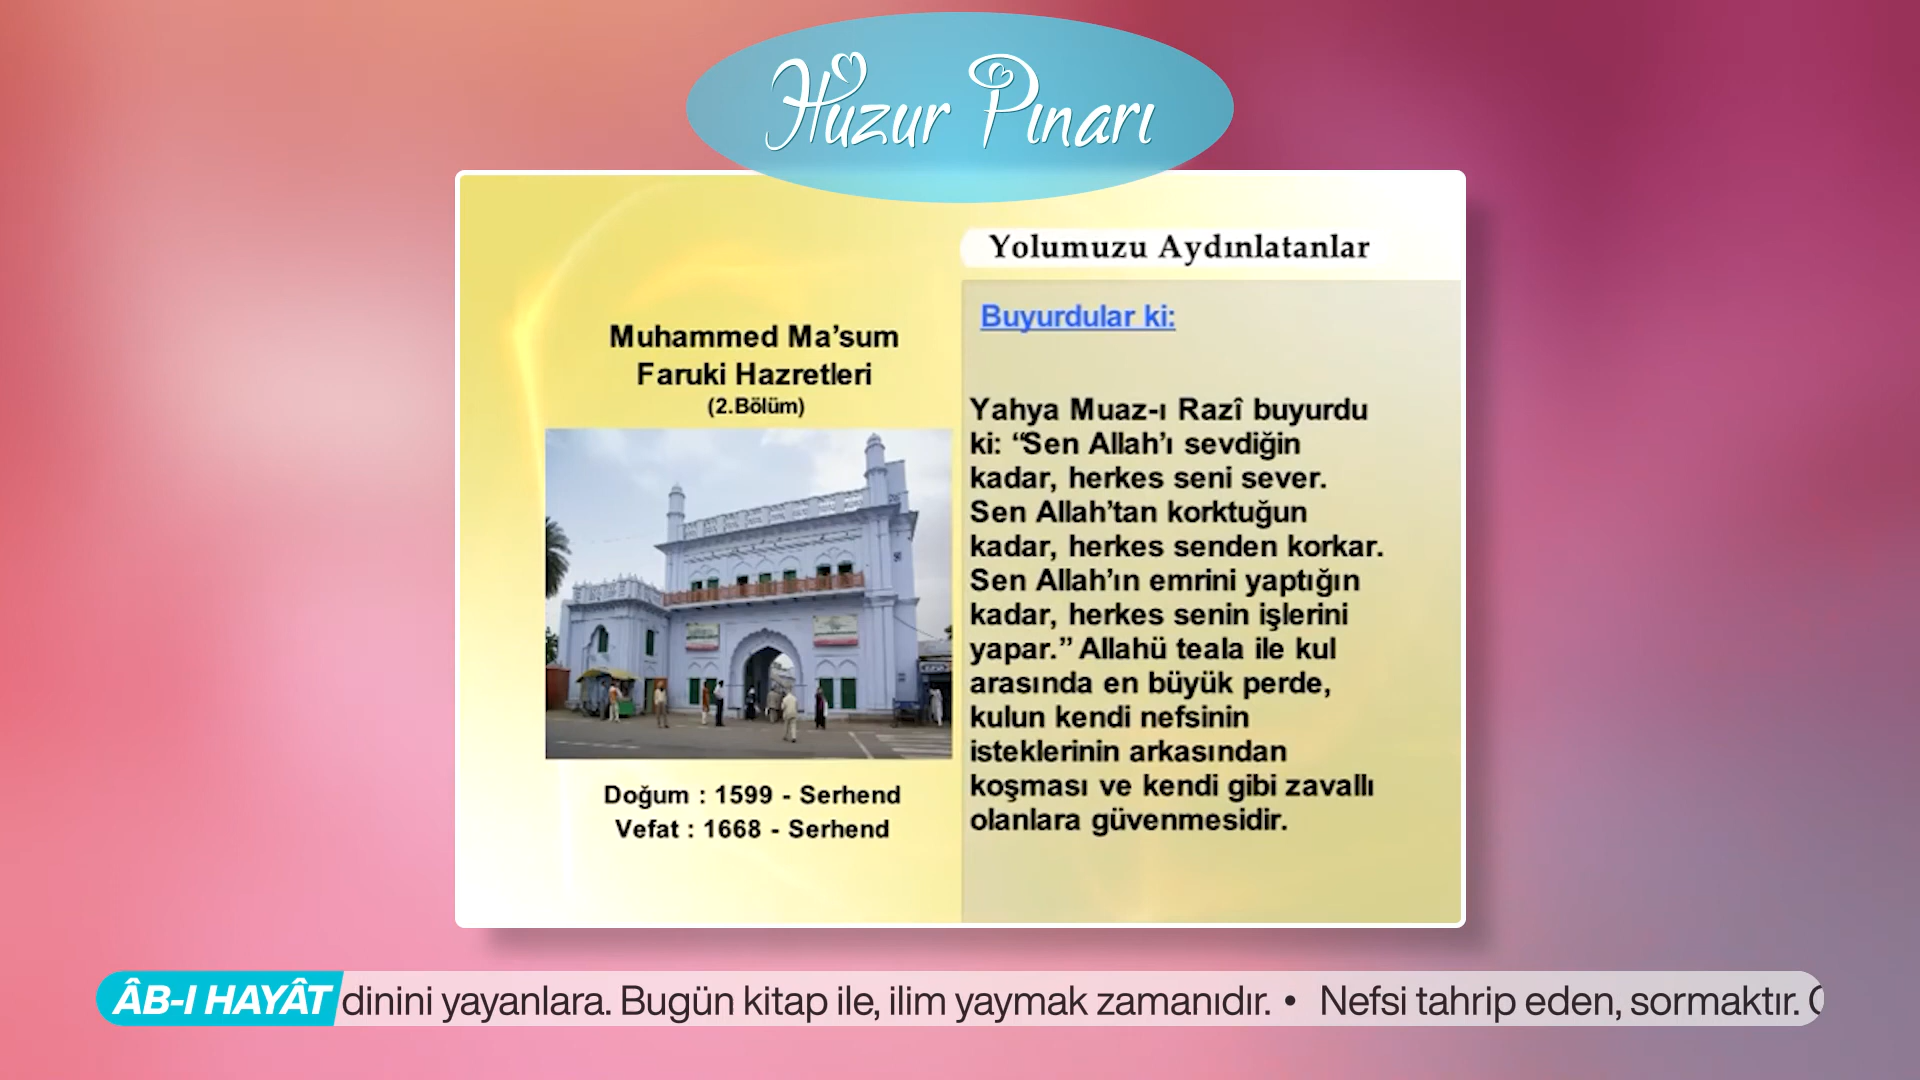 Huzur Pınarı
Yolumuzu Aydınlatanlar
Muhammed Ma'sum
Faruki Hazretleri
(2.Bölüm)
Doğum : 1599 - Serhend
Vefat : 1668 - Serhend
Buyurdular ki:
Yahya Muaz-ı Razî buyurdu
ki: “Sen Allah’ı sevdiğin
kadar, herkes seni sever.
Sen Allah’tan korktuğun
kadar, herkes senden korkar.
Sen Allah’ın emrini yaptığın
kadar, herkes senin işlerini
yapar.” Allahü teala ile kul
arasında en büyük perde,
kulun kendi nefsinin
isteklerinin arkasından
koşması ve kendi gibi zavallı
olanlara güvenmesidir.
ÂB-I HAYÂT dinini yayanlara. Bugün kitap ile, ilim yaymak zamanıdır. • Nefsi tahrip eden, sormaktır.